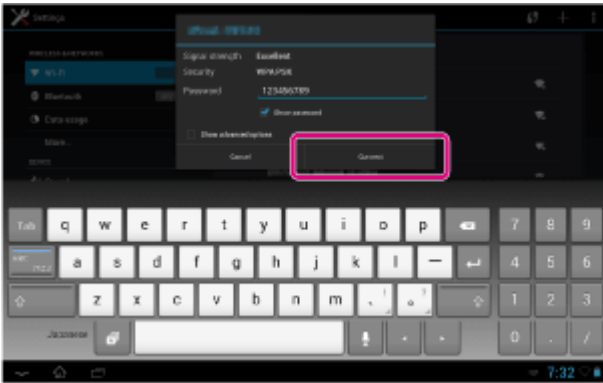 Settings
WIRELESS & NETWORKS
Wi-Fi
Bluetooth
Data usage
More...
DEVICE
Signal strength Excellent
Security WPA PSK
Password 123456789
Show password
Show advanced options
Cancel Connect
Tab q w e r t y u i o p 7 8 9
a s d f g h j k l ー 4 5 6
z x c v b n m 、 ! 。 ? 1 2 3
Japanese 0 . /
7:32